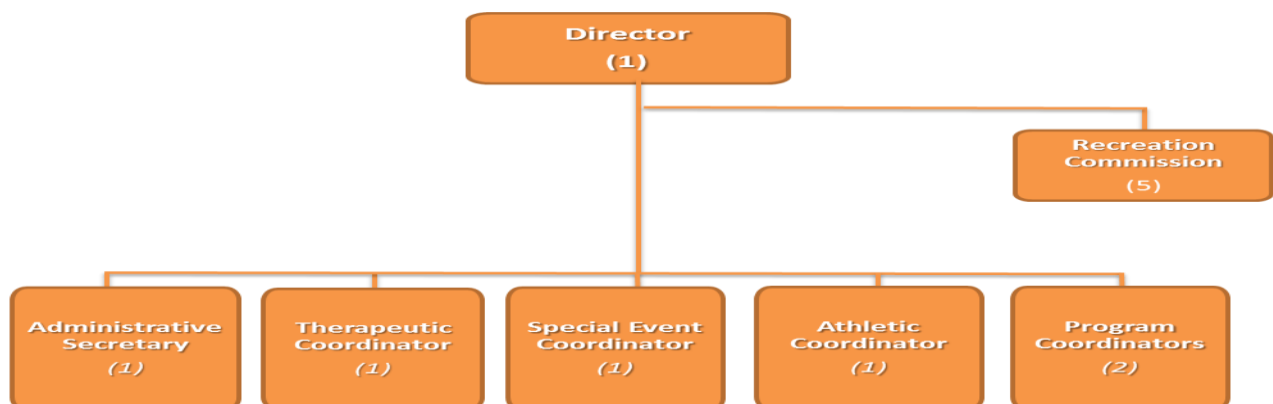 Director
(1)
Recreation
Commission
(5)
Administrative
Secretary
(1)
Therapeutic
Coordinator
(1)
Special Event
Coordinator
(1)
Athletic
Coordinator
(1)
Program
Coordinators
(2)